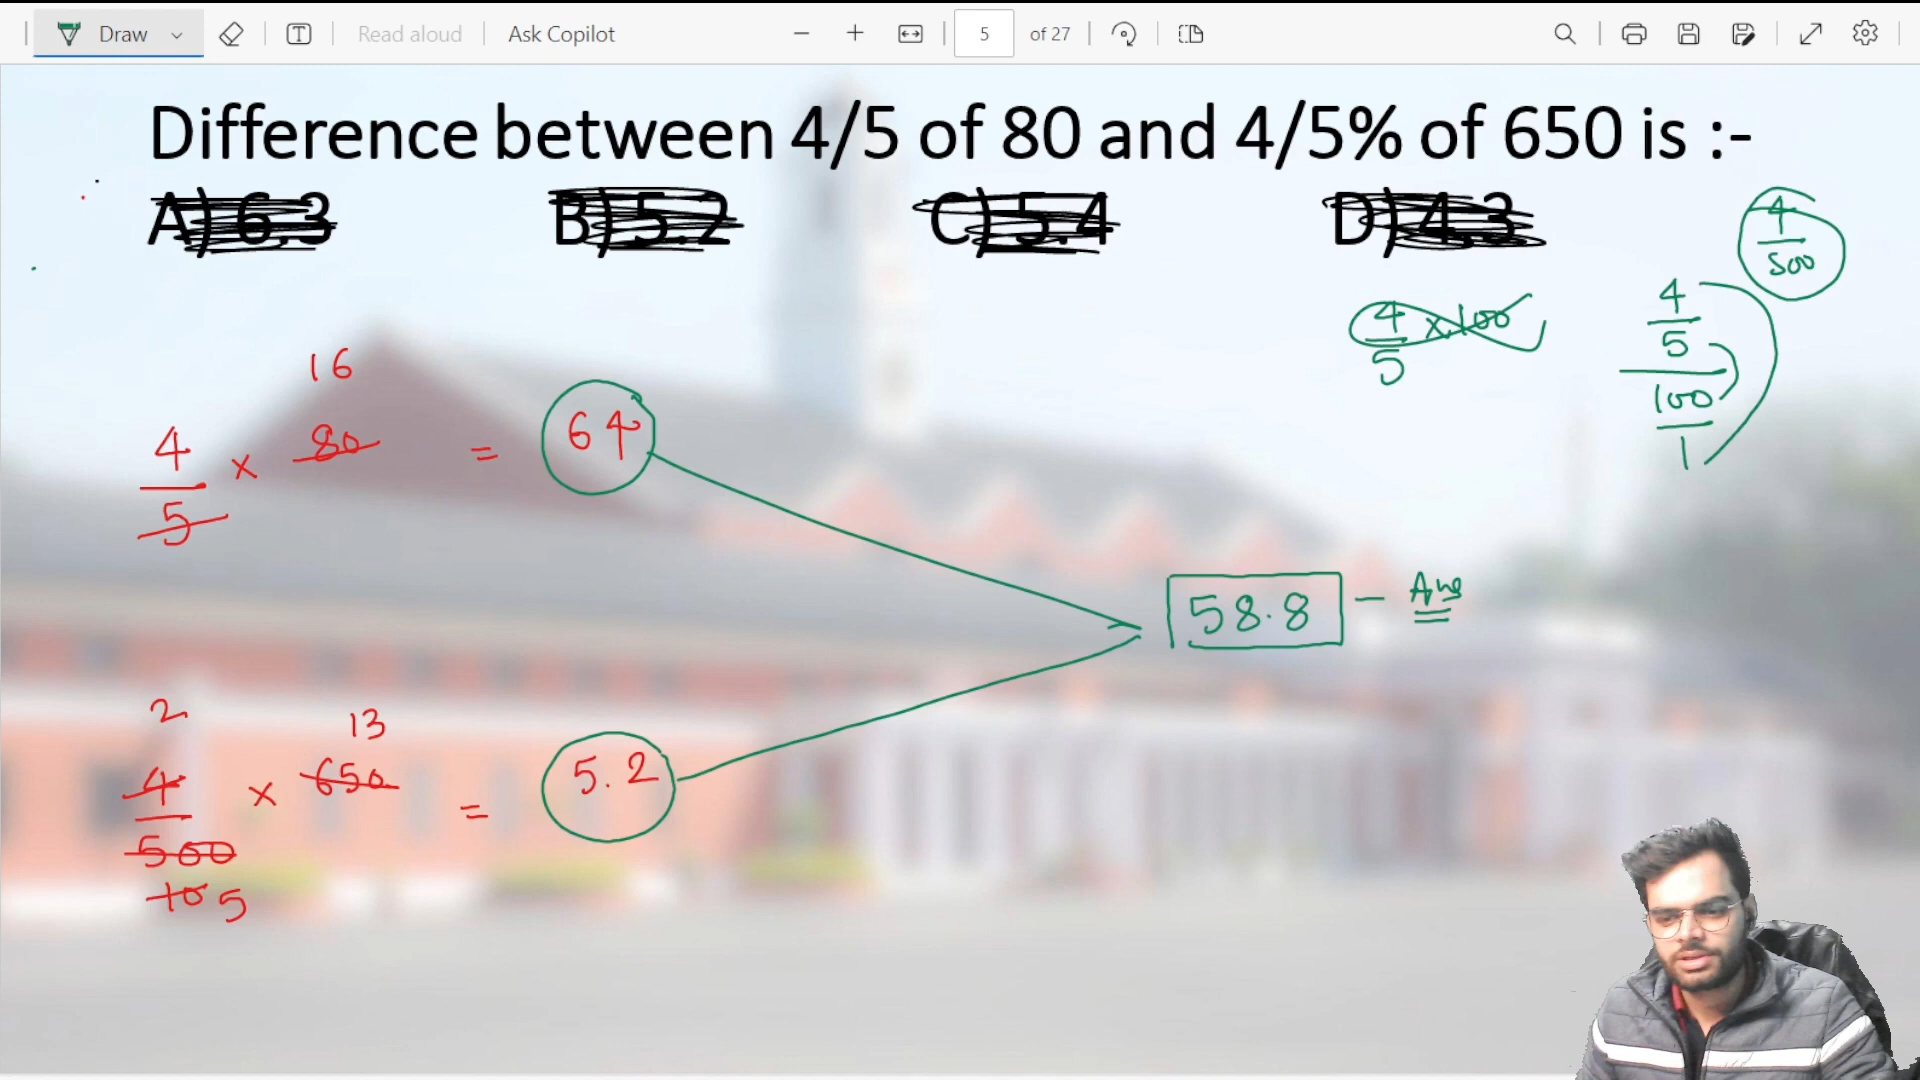 Draw
Read aloud
Ask Copilot
5 of 27
Difference between 4/5 of 80 and 4/5% of 650 is :-
A) 6.3 B) 5.2 C) 5.4 D) 4.3
4/500
4/5 × 100
4/5
100/1
16
4/5 × 80 = 64
58.8 — Ans
2 13
4/500 × 650 = 5.2
10 5